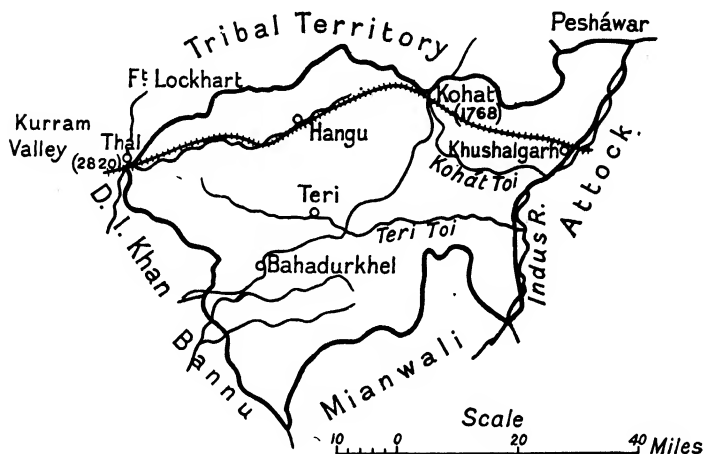 Tribal Territory
Pesháwar
Ft. Lockhart
Kohat
(1768)
Kurram
Valley
Thal
(2820)
Hangu
Khushalgarh
Kohat Toi
Attock.
Teri
Teri Toi
Indus R.
D. I. Khan
Bahadurkhel
Bannu
Mianwali
Scale
10 0 20 40 Miles